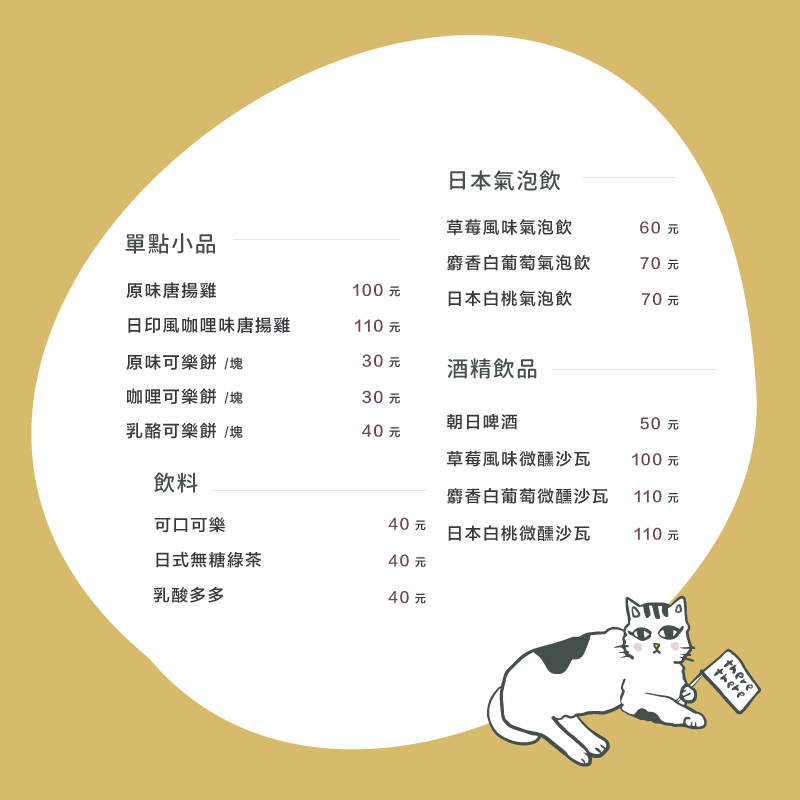 單點小品
原味唐揚雞 100 元
日印風咖哩味唐揚雞 110 元
原味可樂餅 /塊 30 元
咖哩可樂餅 /塊 30 元
乳酪可樂餅 /塊 40 元
飲料
可口可樂 40 元
日式無糖綠茶 40 元
乳酸多多 40 元
日本氣泡飲
草莓風味氣泡飲 60 元
麝香白葡萄氣泡飲 70 元
日本白桃氣泡飲 70 元
酒精飲品
朝日啤酒 50 元
草莓風味微醺沙瓦 100 元
麝香白葡萄微醺沙瓦 110 元
日本白桃微醺沙瓦 110 元
there
there